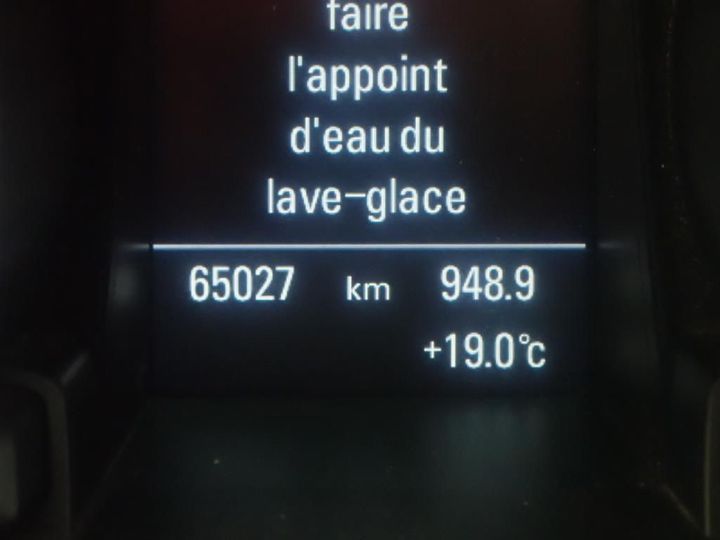 faire
l'appoint
d'eau du
lave-glace
65027 km 948.9
+19.0°C